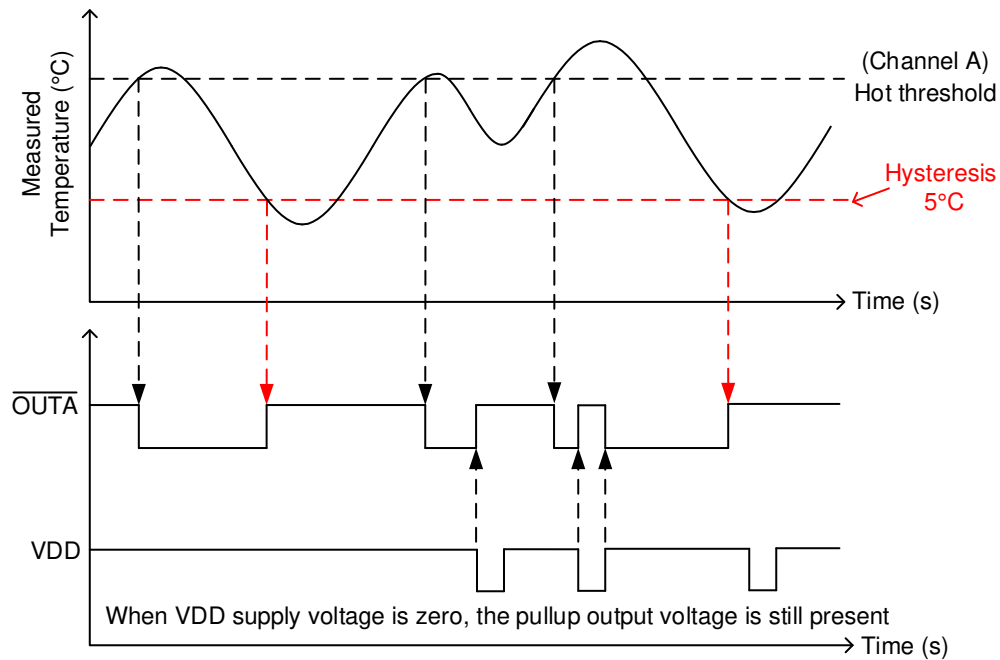 Measured
Temperature (°C)
(Channel A)
Hot threshold
Hysteresis
5°C
Time (s)
OUTA
VDD
When VDD supply voltage is zero, the pullup output voltage is still present
Time (s)